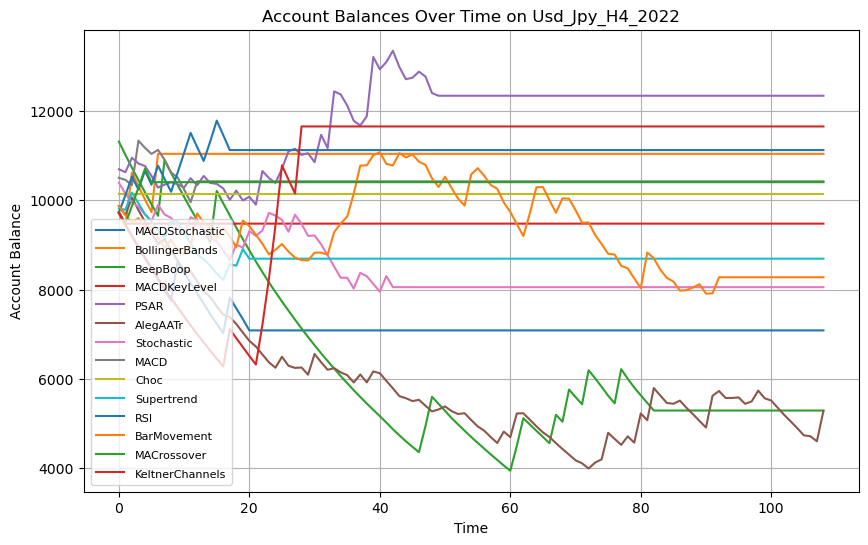 Account Balances Over Time on Usd_Jpy_H4_2022
Account Balance
12000
10000
8000
6000
4000
MACDStochastic
BollingerBands
BeepBoop
MACDKeyLevel
PSAR
AlegAATr
Stochastic
MACD
Choc
Supertrend
RSI
BarMovement
MACrossover
KeltnerChannels
0
20
40
60
80
100
Time